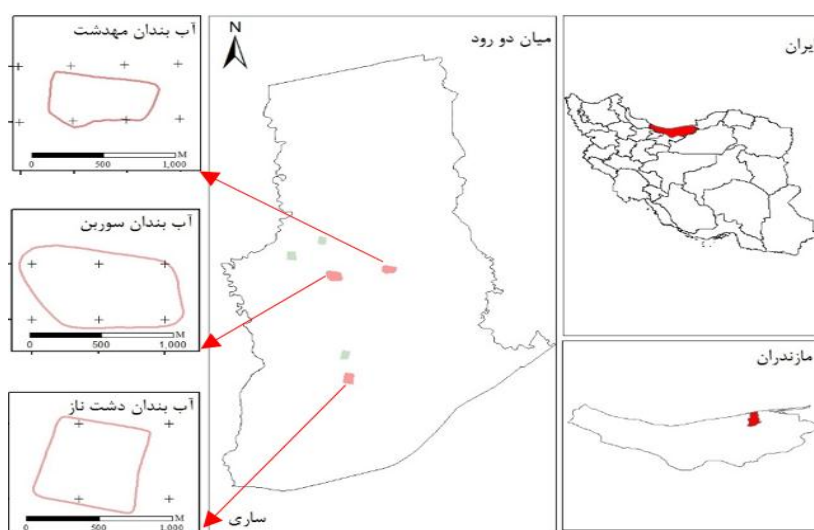 آب بندان مهدشت
0
500
1,000
M
آب بندان سوربن
0
500
1,000
M
آب بندان دشت ناز
0
500
1,000
M
میان دو رود
N
ساری
ایران
مازندران